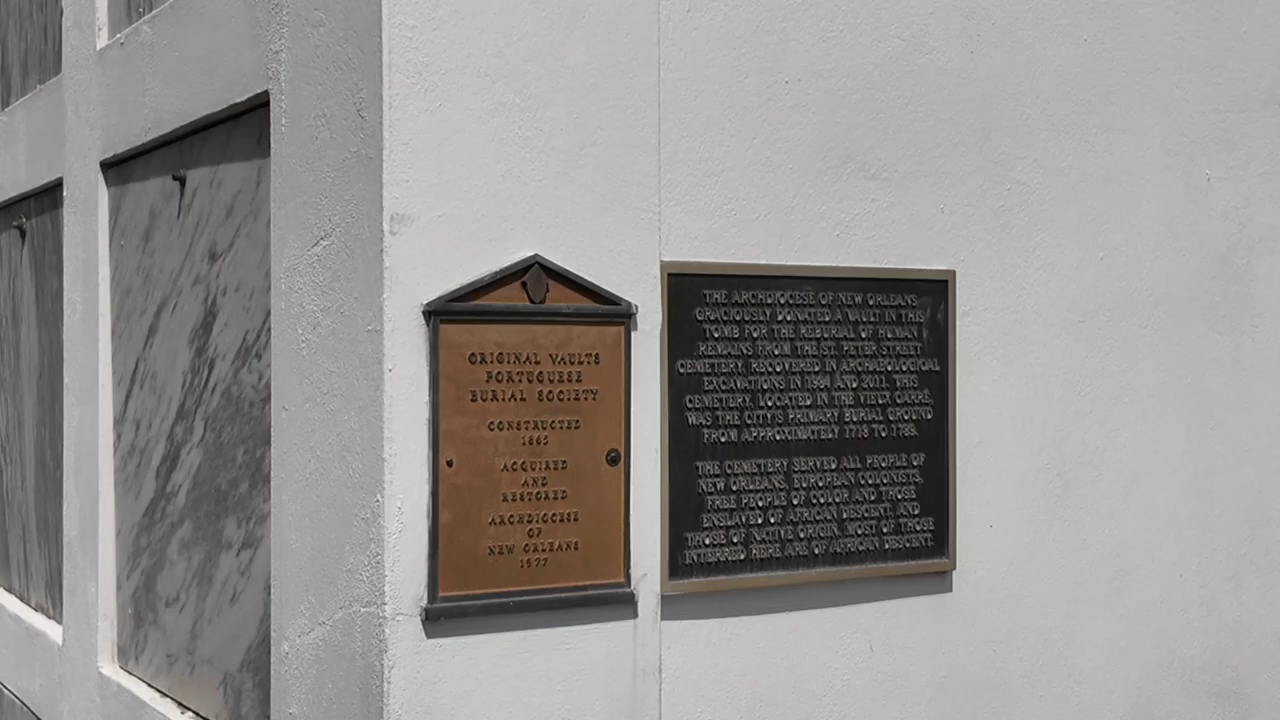 ORIGINAL VAULTS
PORTUGUESE
BURIAL SOCIETY
CONSTRUCTED
1865
ACQUIRED
AND
RESTORED
ARCHDIOCESE
OF
NEW ORLEANS
1977
THE ARCHDIOCESE OF NEW ORLEANS
GRACIOUSLY DONATED A VAULT IN THIS
TOMB FOR THE REBURIAL OF HUMAN
REMAINS FROM THE ST. PETER STREET
CEMETERY, RECOVERED IN ARCHAEOLOGICAL
EXCAVATIONS IN 1984 AND 2011. THIS
CEMETERY, LOCATED IN THE VIEUX CARRÉ,
WAS THE CITY'S PRIMARY BURIAL GROUND
FROM APPROXIMATELY 1718 TO 1789.
THE CEMETERY SERVED ALL PEOPLE OF
NEW ORLEANS, EUROPEAN COLONISTS,
FREE PEOPLE OF COLOR AND THOSE
ENSLAVED OF AFRICAN DESCENT, AND
THOSE OF NATIVE ORIGIN. MOST OF THOSE
INTERRED HERE ARE OF AFRICAN DESCENT.